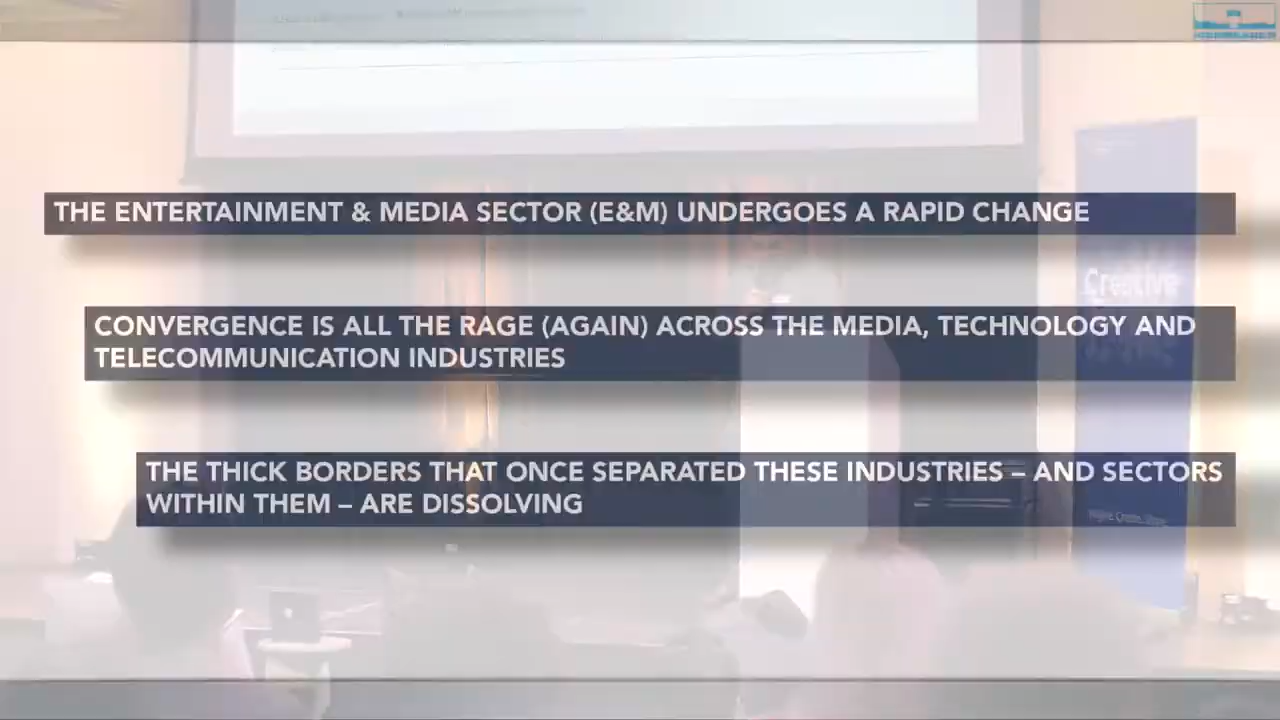 THE ENTERTAINMENT & MEDIA SECTOR (E&M) UNDERGOES A RAPID CHANGE
CONVERGENCE IS ALL THE RAGE (AGAIN) ACROSS THE MEDIA, TECHNOLOGY AND
TELECOMMUNICATION INDUSTRIES
THE THICK BORDERS THAT ONCE SEPARATED THESE INDUSTRIES – AND SECTORS
WITHIN THEM – ARE DISSOLVING
Creative